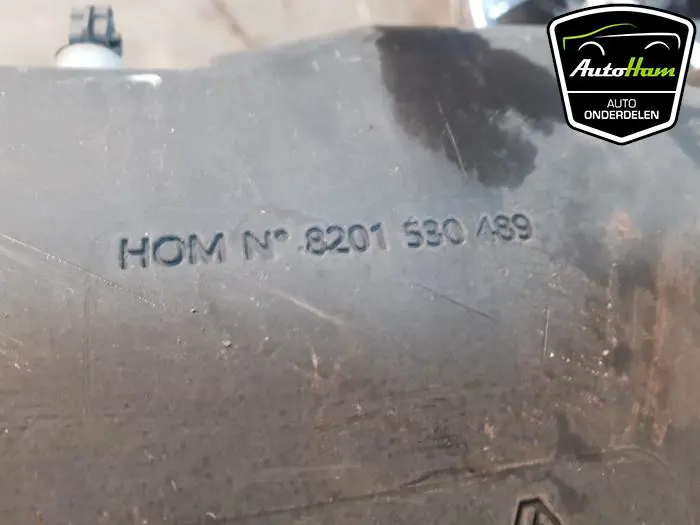 AutoHam
AUTO
ONDERDELEN
HOM N° 8201 530 489